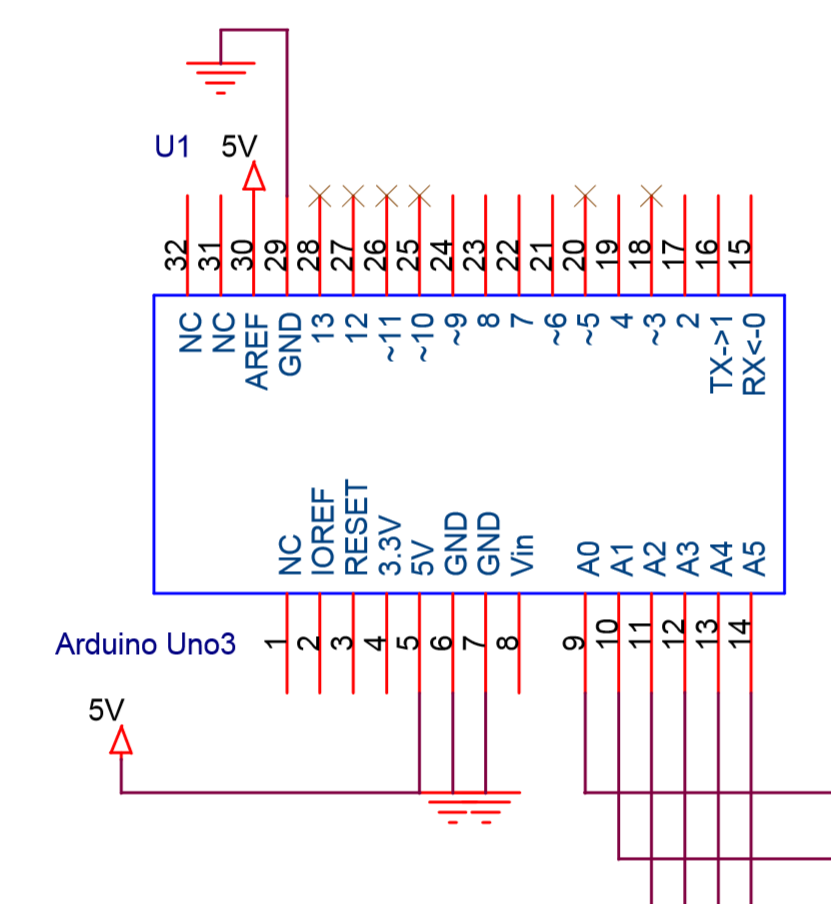 U1 5V
32 31 30 29 28 27 26 25 24 23 22 21 20 19 18 17 16 15
NC NC AREF GND 13 12 ~11 ~10 ~9 8 7 ~6 ~5 4 ~3 2 TX->1 RX<-0
NC IOREF RESET 3.3V 5V GND GND Vin A0 A1 A2 A3 A4 A5
Arduino Uno3 1 2 3 4 5 6 7 8 9 10 11 12 13 14
5V